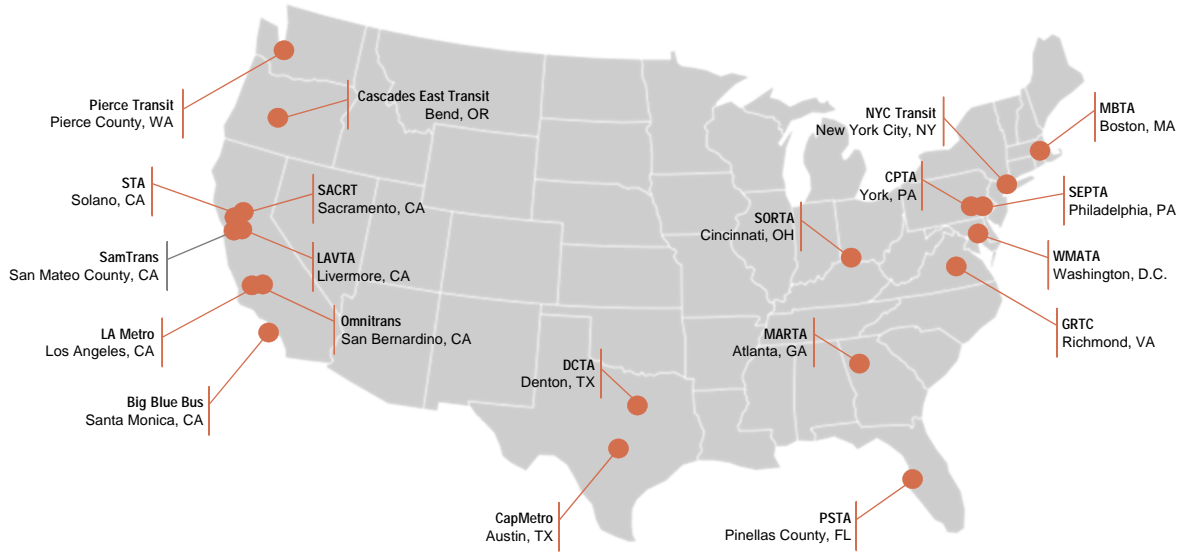 Pierce Transit
Pierce County, WA
Cascades East Transit
Bend, OR
STA
Solano, CA
SACRT
Sacramento, CA
SamTrans
San Mateo County, CA
LAVTA
Livermore, CA
LA Metro
Los Angeles, CA
Omnitrans
San Bernardino, CA
Big Blue Bus
Santa Monica, CA
DCTA
Denton, TX
CapMetro
Austin, TX
NYC Transit
New York City, NY
MBTA
Boston, MA
CPTA
York, PA
SEPTA
Philadelphia, PA
SORTA
Cincinnati, OH
WMATA
Washington, D.C.
GRTC
Richmond, VA
MARTA
Atlanta, GA
PSTA
Pinellas County, FL